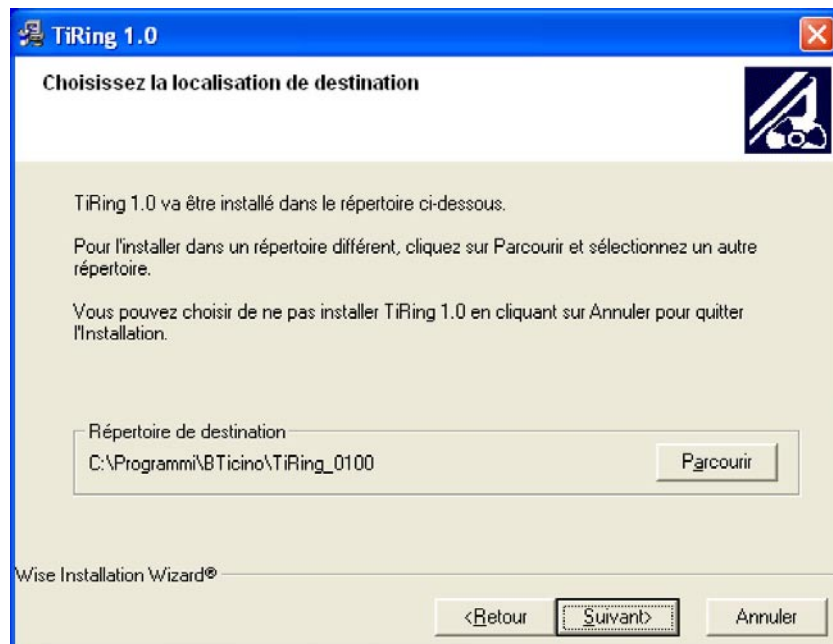 TiRing 1.0
Choisissez la localisation de destination
TiRing 1.0 va être installé dans le répertoire ci-dessous.
Pour l'installer dans un répertoire différent, cliquez sur Parcourir et sélectionnez un autre
répertoire.
Vous pouvez choisir de ne pas installer TiRing 1.0 en cliquant sur Annuler pour quitter
l'Installation.
Répertoire de destination
C:\Programmi\BTicino\TiRing_0100
Parcourir
Wise Installation Wizard®
<Retour
Suivant>
Annuler